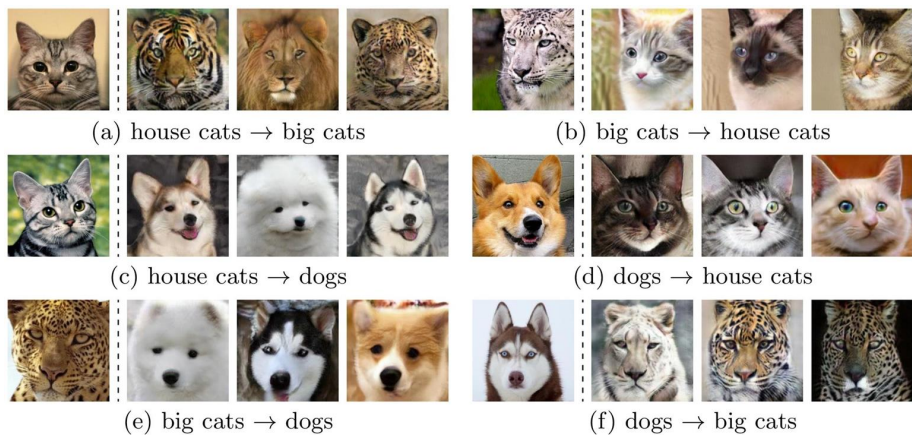 (a) house cats → big cats
(b) big cats → house cats
(c) house cats → dogs
(d) dogs → house cats
(e) big cats → dogs
(f) dogs → big cats